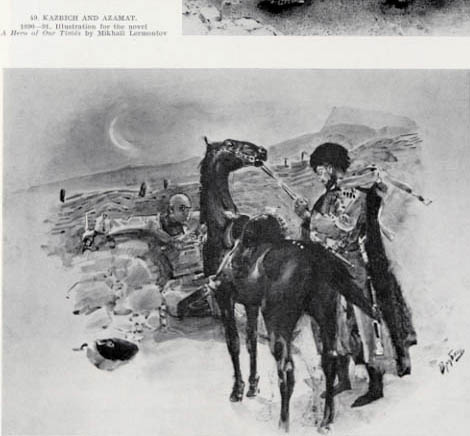 49. KAZBICH AND AZAMAT.
1890—91. Illustration for the novel
A Hero of Our Times by Mikhail Lermontov